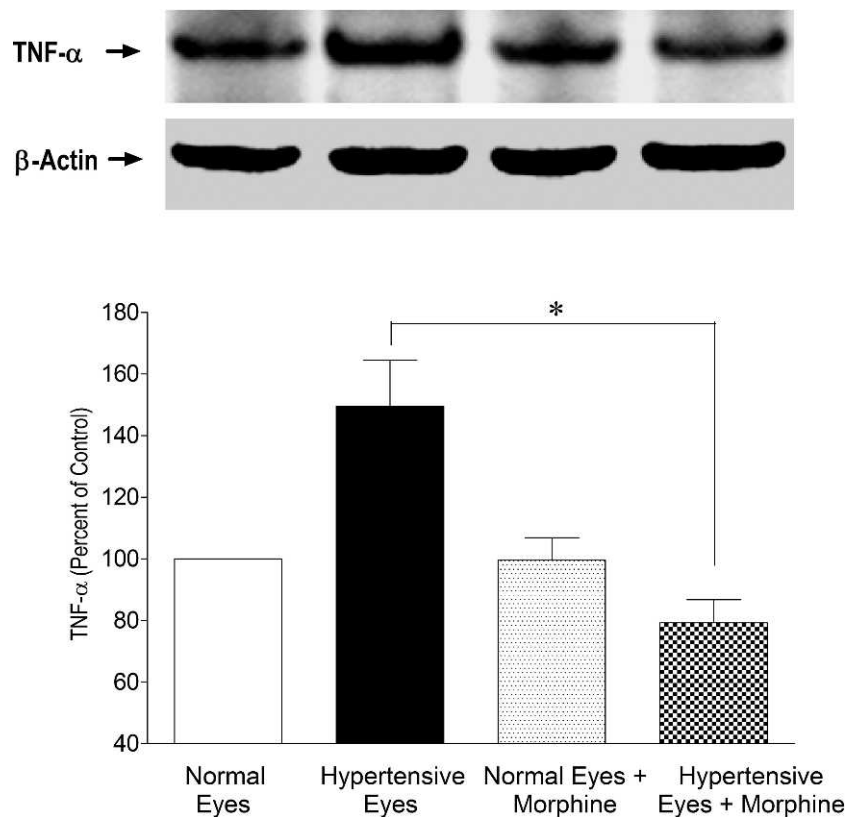 TNF-α
β-Actin
TNF-α (Percent of Control)
180
160
140
120
100
80
60
40
*
Normal
Eyes
Hypertensive
Eyes
Normal Eyes +
Morphine
Hypertensive
Eyes + Morphine